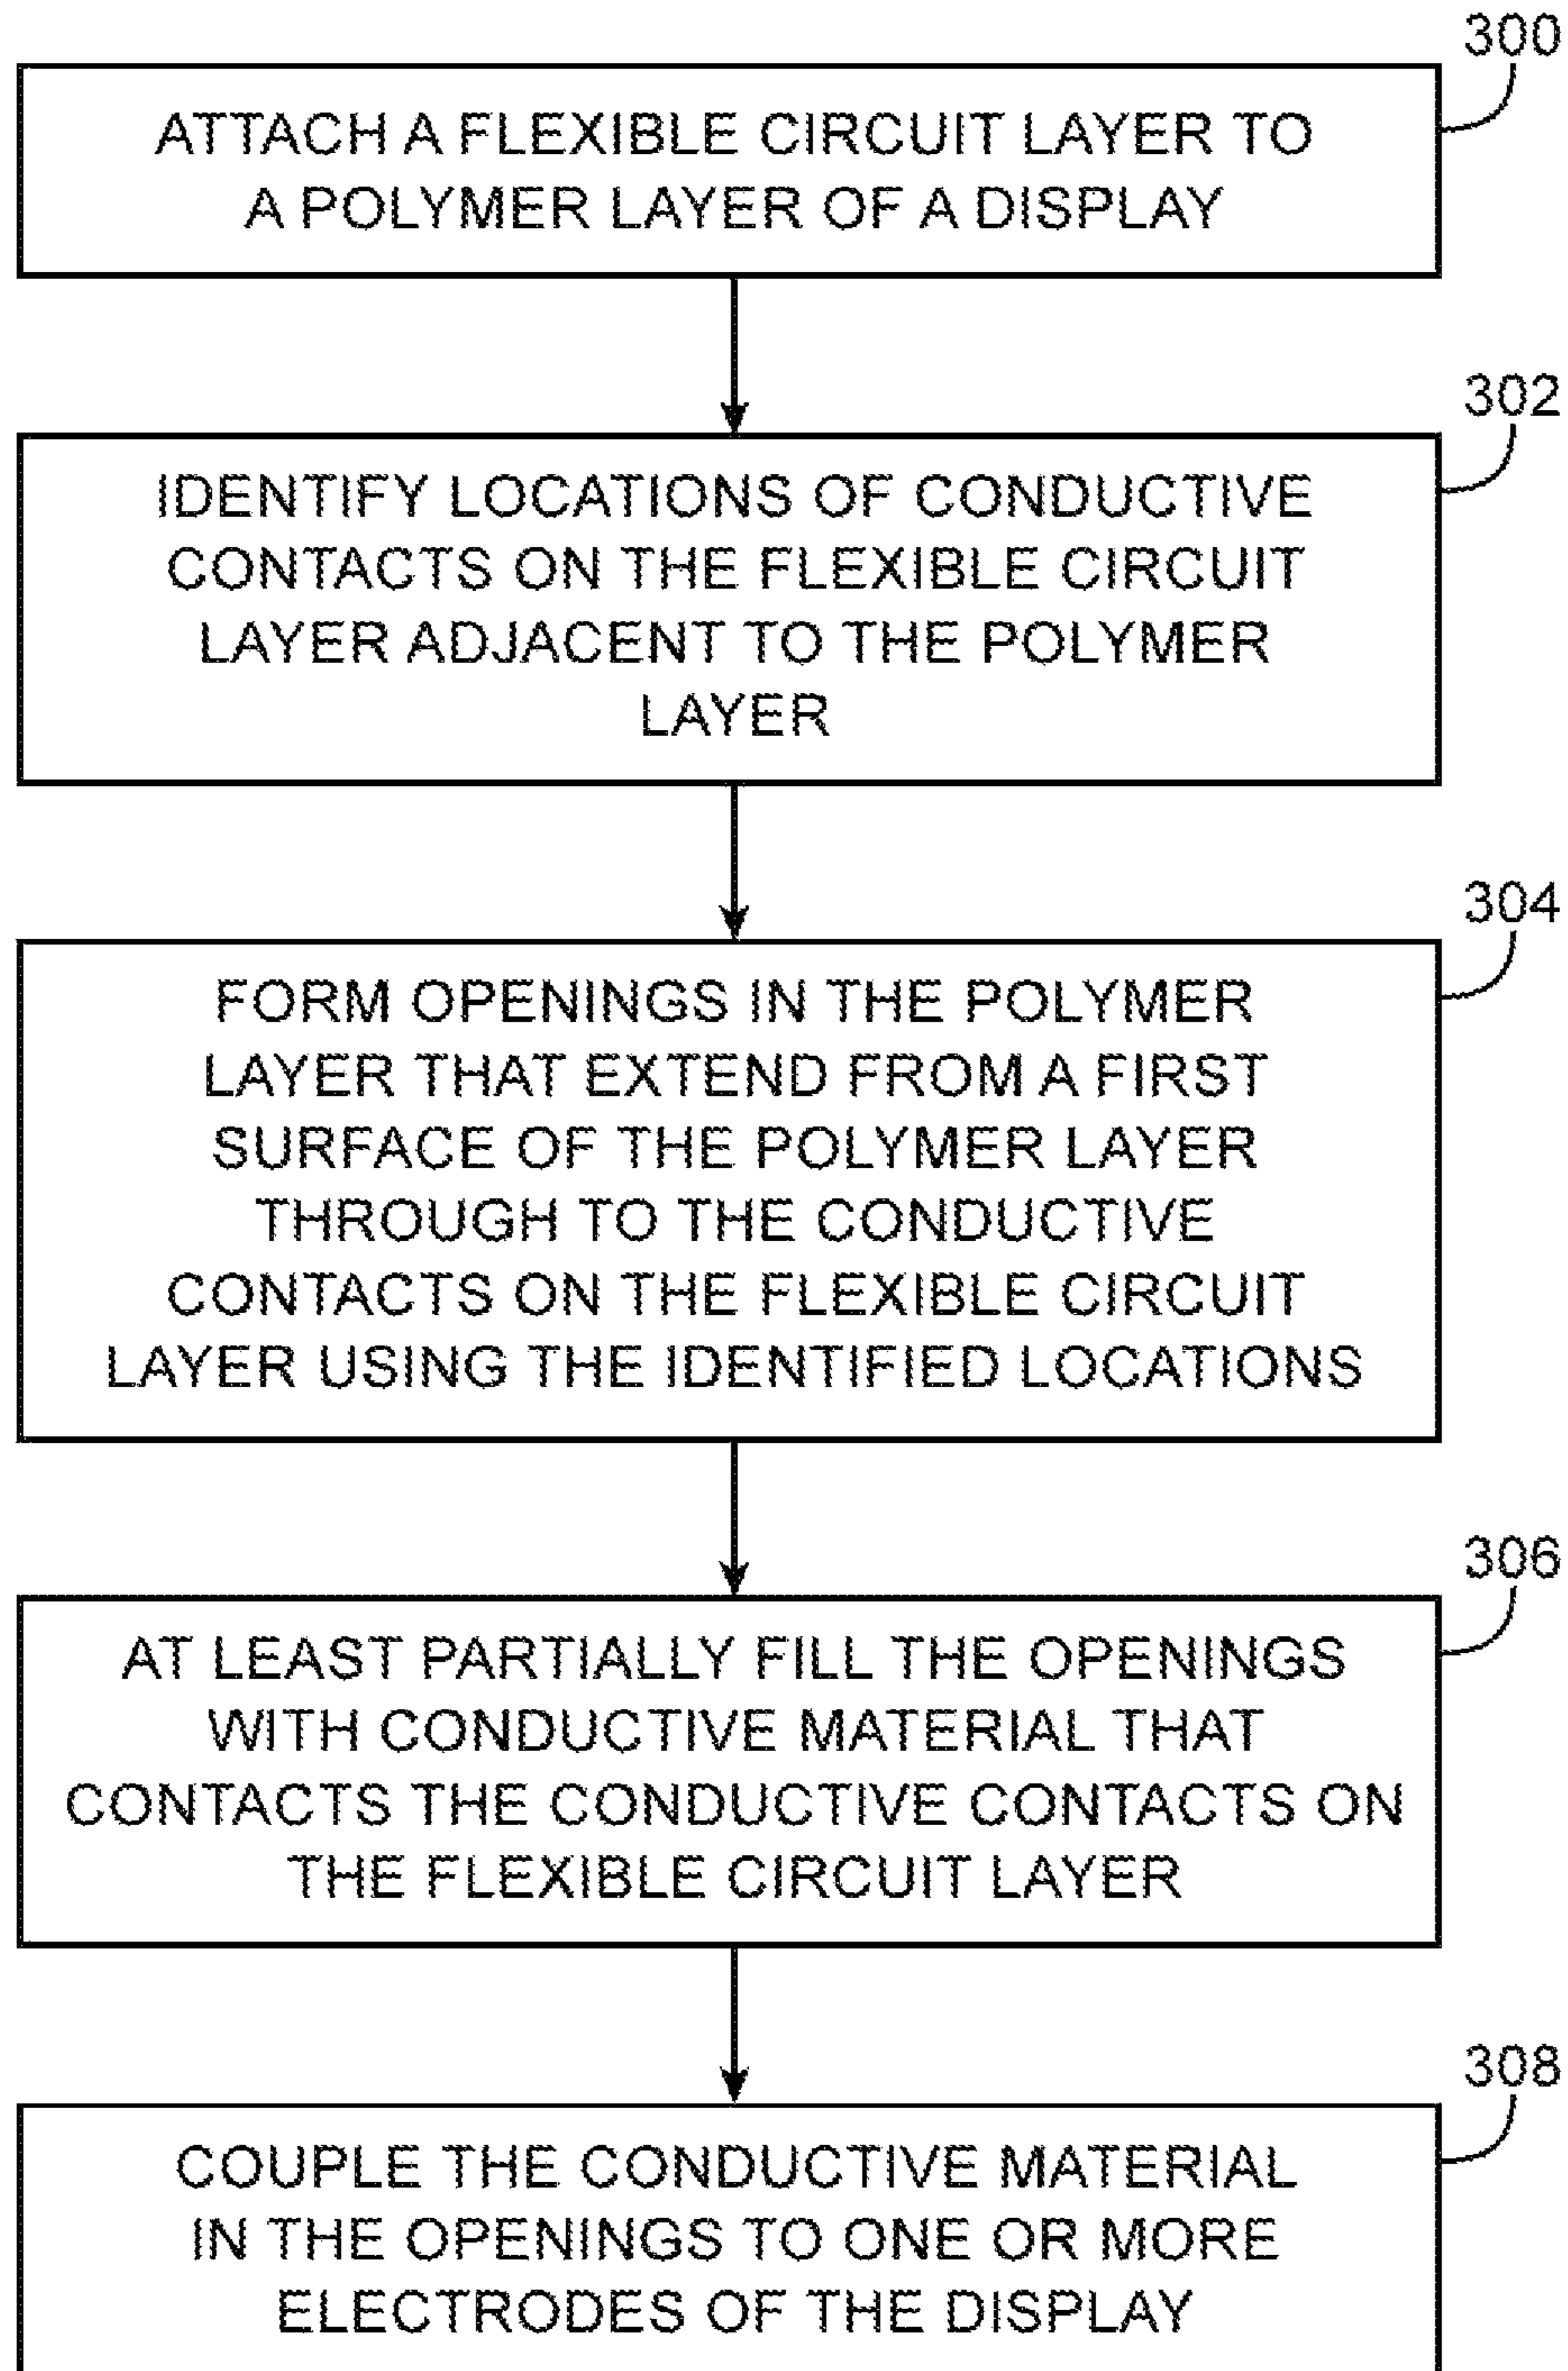 300
ATTACH A FLEXIBLE CIRCUIT LAYER TO
A POLYMER LAYER OF A DISPLAY
302
IDENTIFY LOCATIONS OF CONDUCTIVE
CONTACTS ON THE FLEXIBLE CIRCUIT
LAYER ADJACENT TO THE POLYMER
LAYER
304
FORM OPENINGS IN THE POLYMER
LAYER THAT EXTEND FROM A FIRST
SURFACE OF THE POLYMER LAYER
THROUGH TO THE CONDUCTIVE
CONTACTS ON THE FLEXIBLE CIRCUIT
LAYER USING THE IDENTIFIED LOCATIONS
306
AT LEAST PARTIALLY FILL THE OPENINGS
WITH CONDUCTIVE MATERIAL THAT
CONTACTS THE CONDUCTIVE CONTACTS ON
THE FLEXIBLE CIRCUIT LAYER
308
COUPLE THE CONDUCTIVE MATERIAL
IN THE OPENINGS TO ONE OR MORE
ELECTRODES OF THE DISPLAY